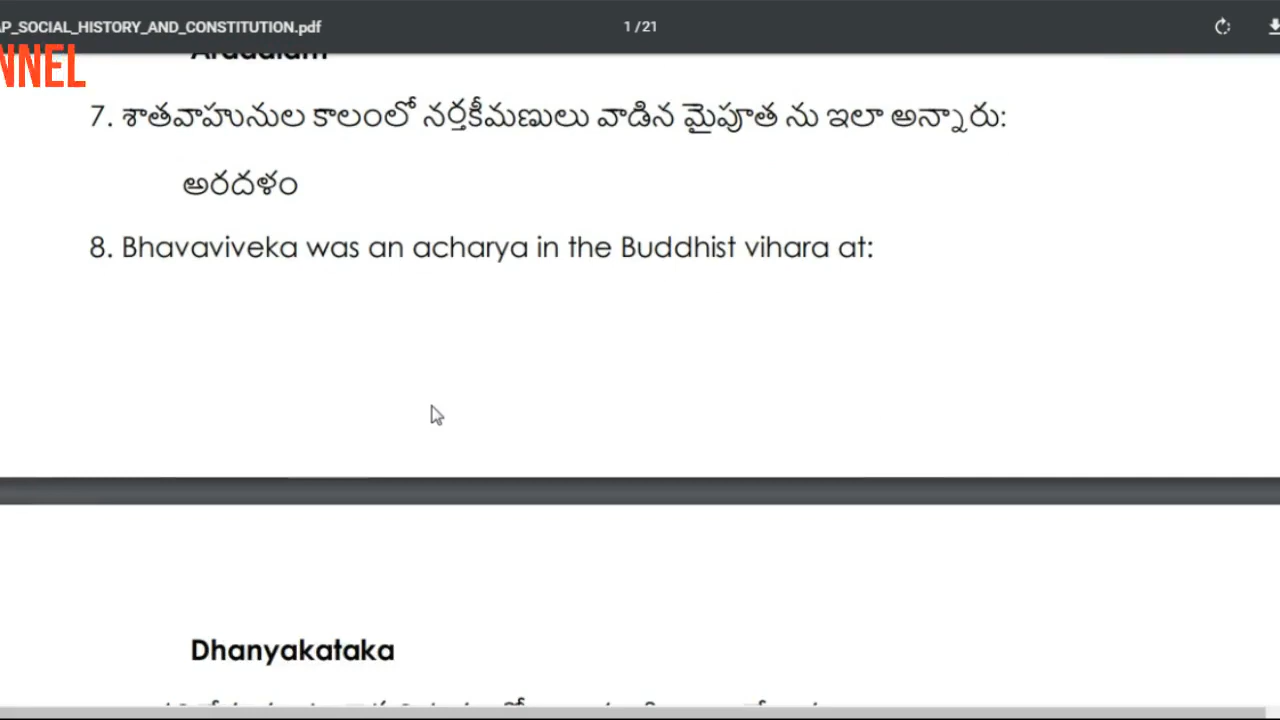 AP_SOCIAL_HISTORY_AND_CONSTITUTION.pdf
1 / 21
NNEL
Aradalam
7. శాతవాహనుల కాలంలో నర్తకీమణులు వాడిన మైపూత ను ఇలా అన్నారు:
అరదళం
8. Bhavaviveka was an acharya in the Buddhist vihara at:
Dhanyakataka